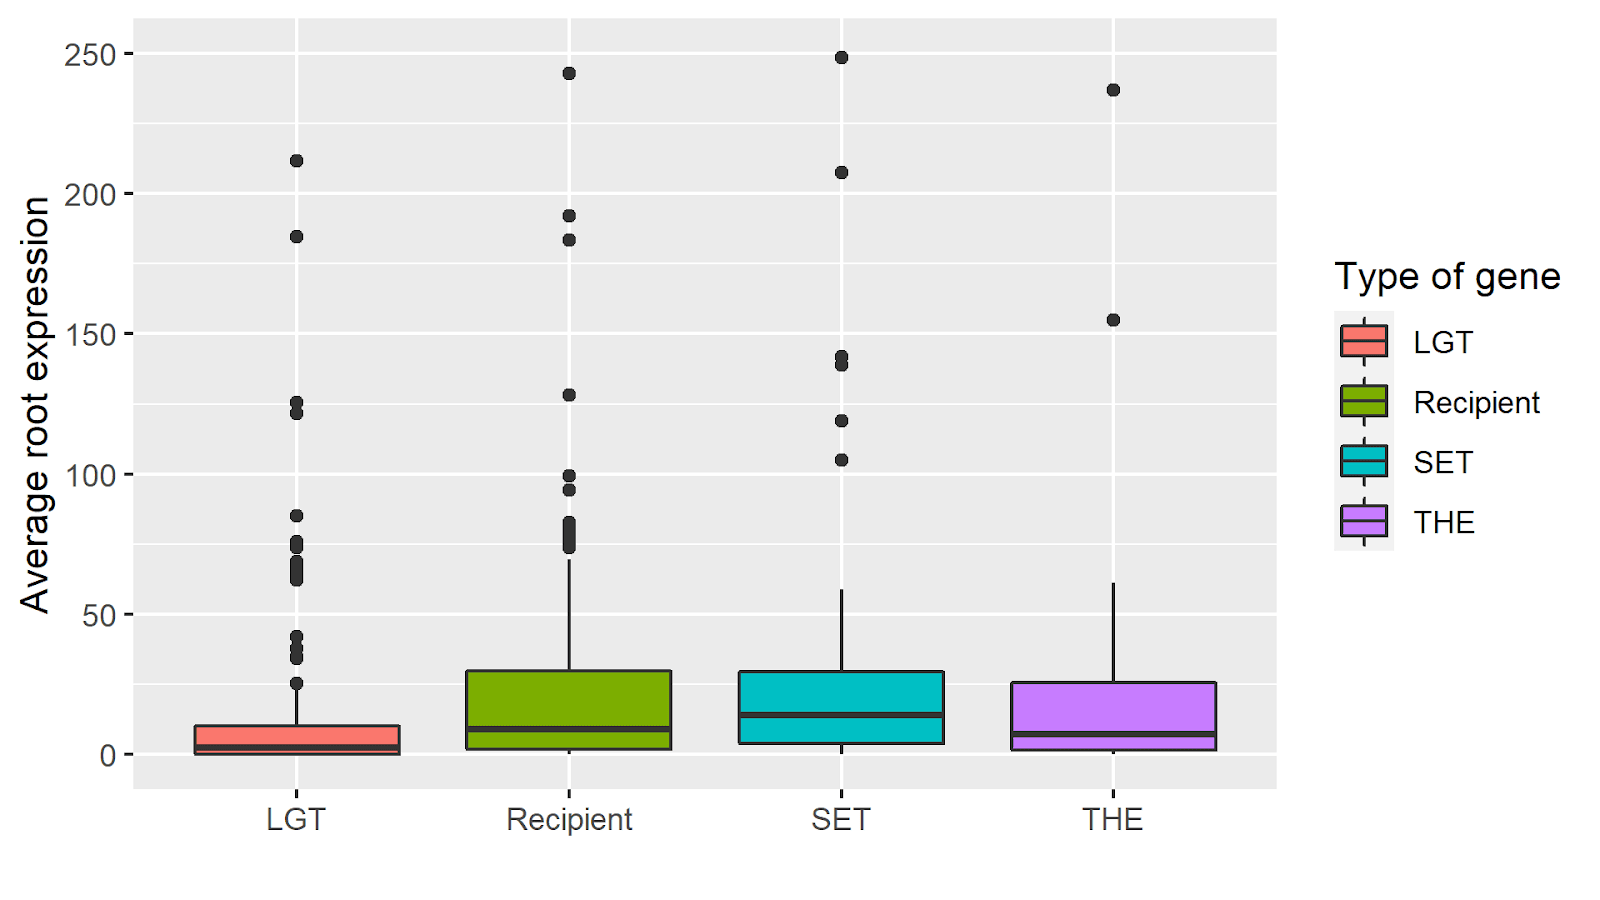 250
200
150
100
50
0
Average root expression
LGT
Recipient
SET
THE
Type of gene
LGT
Recipient
SET
THE